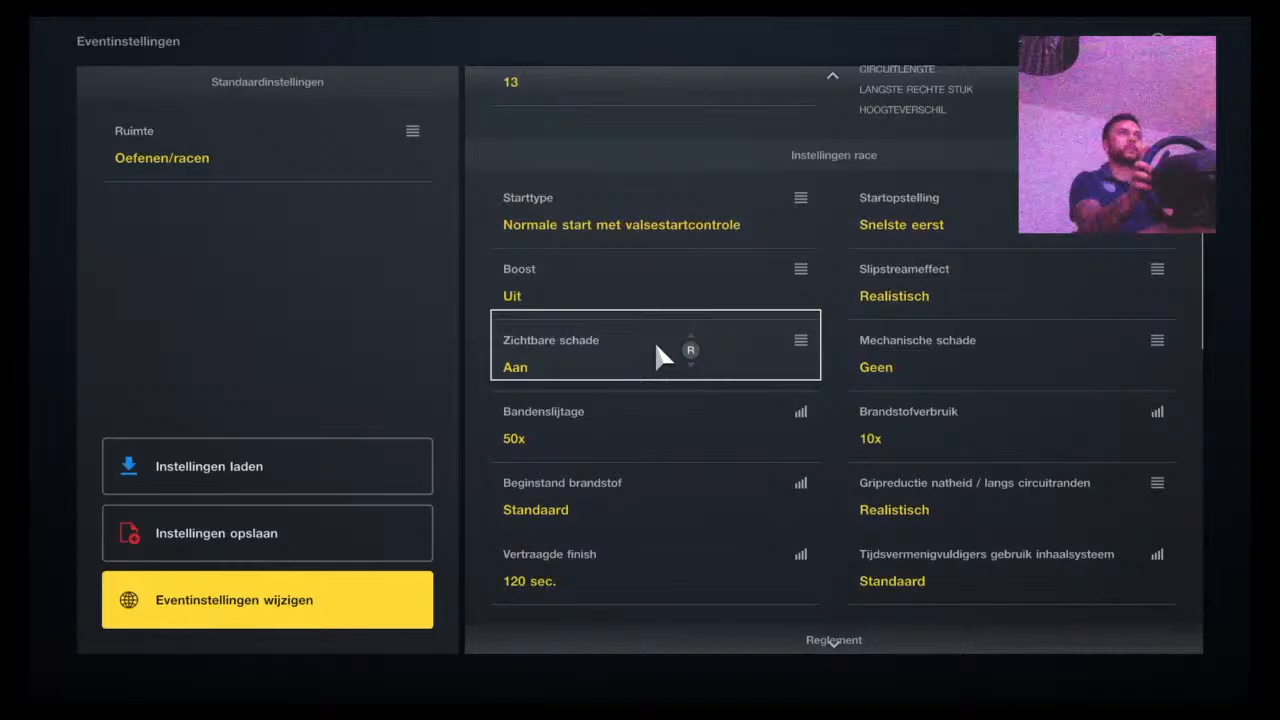 Eventinstellingen
Standaardinstellingen
Ruimte
Oefenen/racen
Instellingen laden
Instellingen opslaan
Eventinstellingen wijzigen
13
CIRCUITLENGTE
LANGSTE RECHTE STUK
HOOGTEVERSCHIL
Instellingen race
Starttype
Normale start met valsestartcontrole
Startopstelling
Snelste eerst
Boost
Uit
Slipstreameffect
Realistisch
Zichtbare schade
Aan
R
Mechanische schade
Geen
Bandenslijtage
50x
Brandstofverbruik
10x
Beginstand brandstof
Standaard
Gripreductie natheid / langs circuitranden
Realistisch
Vertraagde finish
120 sec.
Tijdsvermenigvuldigers gebruik inhaalsysteem
Standaard
Reglement